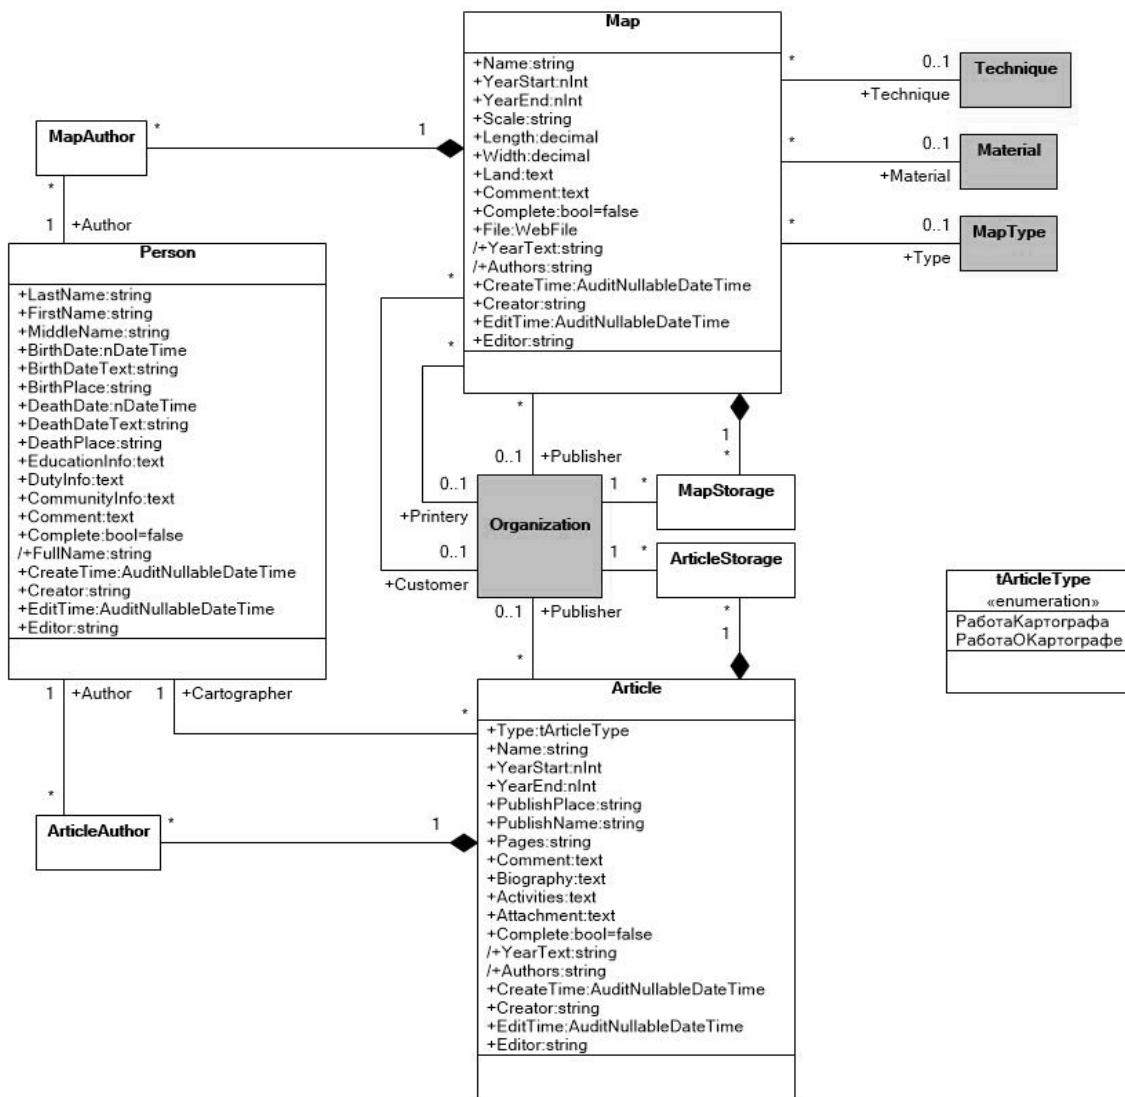 Map
+Name:string
+YearStart:nInt
+YearEnd:nInt
+Scale:string
+Length:decimal
+Width:decimal
+Land:text
+Comment:text
+Complete:bool=false
+File:WebFile
/+YearText:string
/+Authors:string
+CreateTime:AuditNullableDateTime
+Creator:string
+EditTime:AuditNullableDateTime
+Editor:string
* 0..1
Technique
+Technique
* 0..1
Material
+Material
* 0..1
MapType
+Type
MapAuthor
* 1
*
1 +Author
Person
+LastName:string
+FirstName:string
+MiddleName:string
+BirthDate:nDateTime
+BirthDateText:string
+BirthPlace:string
+DeathDate:nDateTime
+DeathDateText:string
+DeathPlace:string
+EducationInfo:text
+DutyInfo:text
+CommunityInfo:text
+Comment:text
+Complete:bool=false
/+FullName:string
+CreateTime:AuditNullableDateTime
+Creator:string
+EditTime:AuditNullableDateTime
+Editor:string
*
*
*
0..1 +Publisher
1
*
0..1
+Printery
0..1
+Customer
Organization
1 *
MapStorage
1 *
ArticleStorage
0..1 +Publisher
*
*
1
tArticleType
«enumeration»
РаботаКартографа
РаботаОКартографе
1 +Author
1 +Cartographer
*
*
ArticleAuthor
* 1
Article
+Type:tArticleType
+Name:string
+YearStart:nInt
+YearEnd:nInt
+PublishPlace:string
+PublishName:string
+Pages:string
+Comment:text
+Biography:text
+Activities:text
+Attachment:text
+Complete:bool=false
/+YearText:string
/+Authors:string
+CreateTime:AuditNullableDateTime
+Creator:string
+EditTime:AuditNullableDateTime
+Editor:string